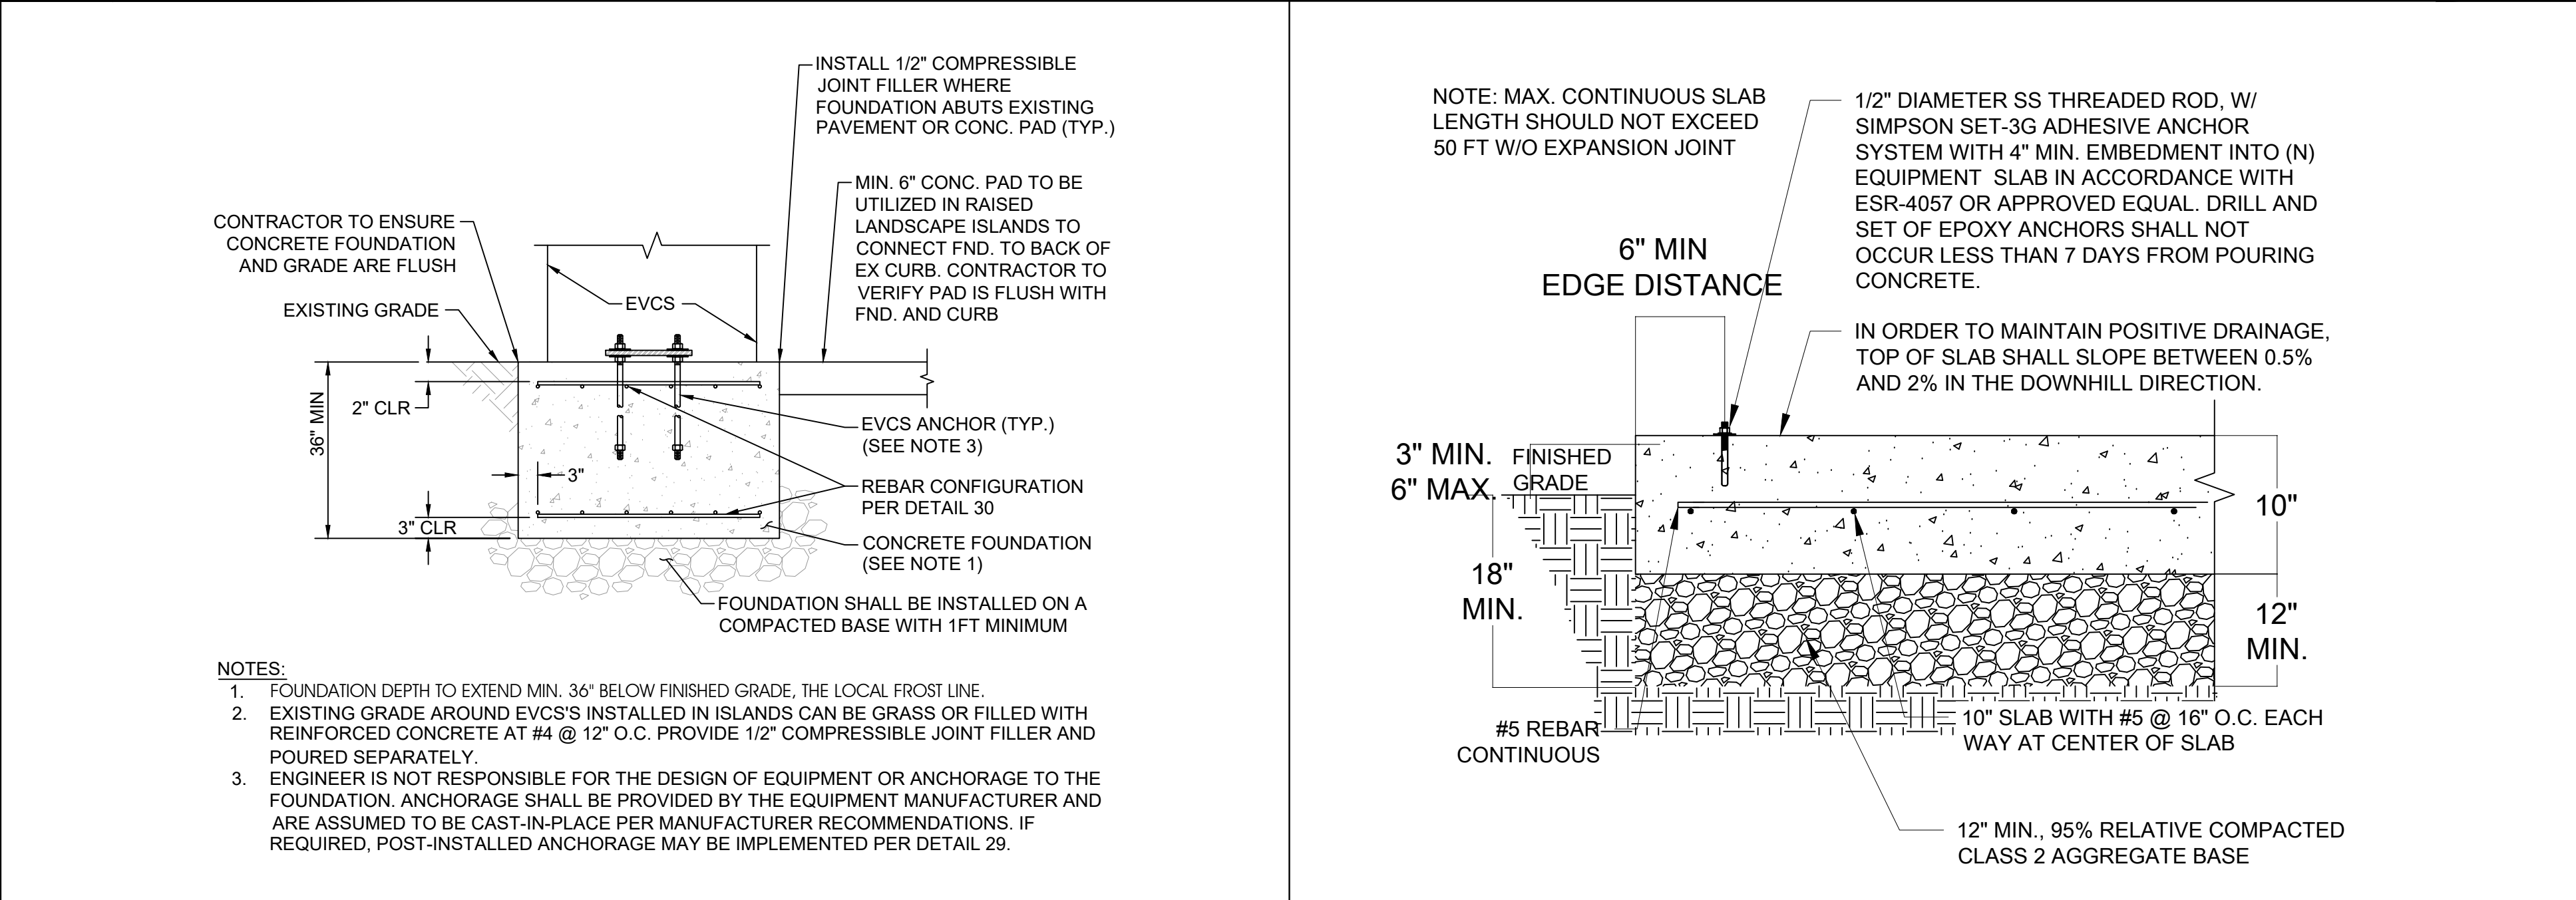 INSTALL 1/2" COMPRESSIBLE
JOINT FILLER WHERE
FOUNDATION ABUTS EXISTING
PAVEMENT OR CONC. PAD (TYP.)
MIN. 6" CONC. PAD TO BE
UTILIZED IN RAISED
LANDSCAPE ISLANDS TO
CONNECT FND. TO BACK OF
EX CURB. CONTRACTOR TO
VERIFY PAD IS FLUSH WITH
FND. AND CURB
CONTRACTOR TO ENSURE
CONCRETE FOUNDATION
AND GRADE ARE FLUSH
EXISTING GRADE
EVCS
36" MIN
2" CLR
3"
3" CLR
EVCS ANCHOR (TYP.)
(SEE NOTE 3)
REBAR CONFIGURATION
PER DETAIL 30
CONCRETE FOUNDATION
(SEE NOTE 1)
FOUNDATION SHALL BE INSTALLED ON A
COMPACTED BASE WITH 1FT MINIMUM
NOTES:
1. FOUNDATION DEPTH TO EXTEND MIN. 36" BELOW FINISHED GRADE, THE LOCAL FROST LINE.
2. EXISTING GRADE AROUND EVCS'S INSTALLED IN ISLANDS CAN BE GRASS OR FILLED WITH
REINFORCED CONCRETE AT #4 @ 12" O.C. PROVIDE 1/2" COMPRESSIBLE JOINT FILLER AND
POURED SEPARATELY.
3. ENGINEER IS NOT RESPONSIBLE FOR THE DESIGN OF EQUIPMENT OR ANCHORAGE TO THE
FOUNDATION. ANCHORAGE SHALL BE PROVIDED BY THE EQUIPMENT MANUFACTURER AND
ARE ASSUMED TO BE CAST-IN-PLACE PER MANUFACTURER RECOMMENDATIONS. IF
REQUIRED, POST-INSTALLED ANCHORAGE MAY BE IMPLEMENTED PER DETAIL 29.
NOTE: MAX. CONTINUOUS SLAB
LENGTH SHOULD NOT EXCEED
50 FT W/O EXPANSION JOINT
1/2" DIAMETER SS THREADED ROD, W/
SIMPSON SET-3G ADHESIVE ANCHOR
SYSTEM WITH 4" MIN. EMBEDMENT INTO (N)
EQUIPMENT SLAB IN ACCORDANCE WITH
ESR-4057 OR APPROVED EQUAL. DRILL AND
SET OF EPOXY ANCHORS SHALL NOT
OCCUR LESS THAN 7 DAYS FROM POURING
CONCRETE.
6" MIN
EDGE DISTANCE
IN ORDER TO MAINTAIN POSITIVE DRAINAGE,
TOP OF SLAB SHALL SLOPE BETWEEN 0.5%
AND 2% IN THE DOWNHILL DIRECTION.
3" MIN.
6" MAX.
FINISHED
GRADE
10"
18"
MIN.
12"
MIN.
#5 REBAR
CONTINUOUS
10" SLAB WITH #5 @ 16" O.C. EACH
WAY AT CENTER OF SLAB
12" MIN., 95% RELATIVE COMPACTED
CLASS 2 AGGREGATE BASE